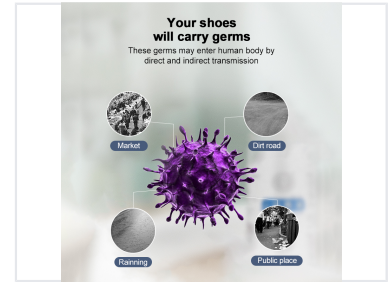 Your shoes
will carry germs
These germs may enter human body by
direct and indirect transmission
Market
Dirt road
Rainning
Public place